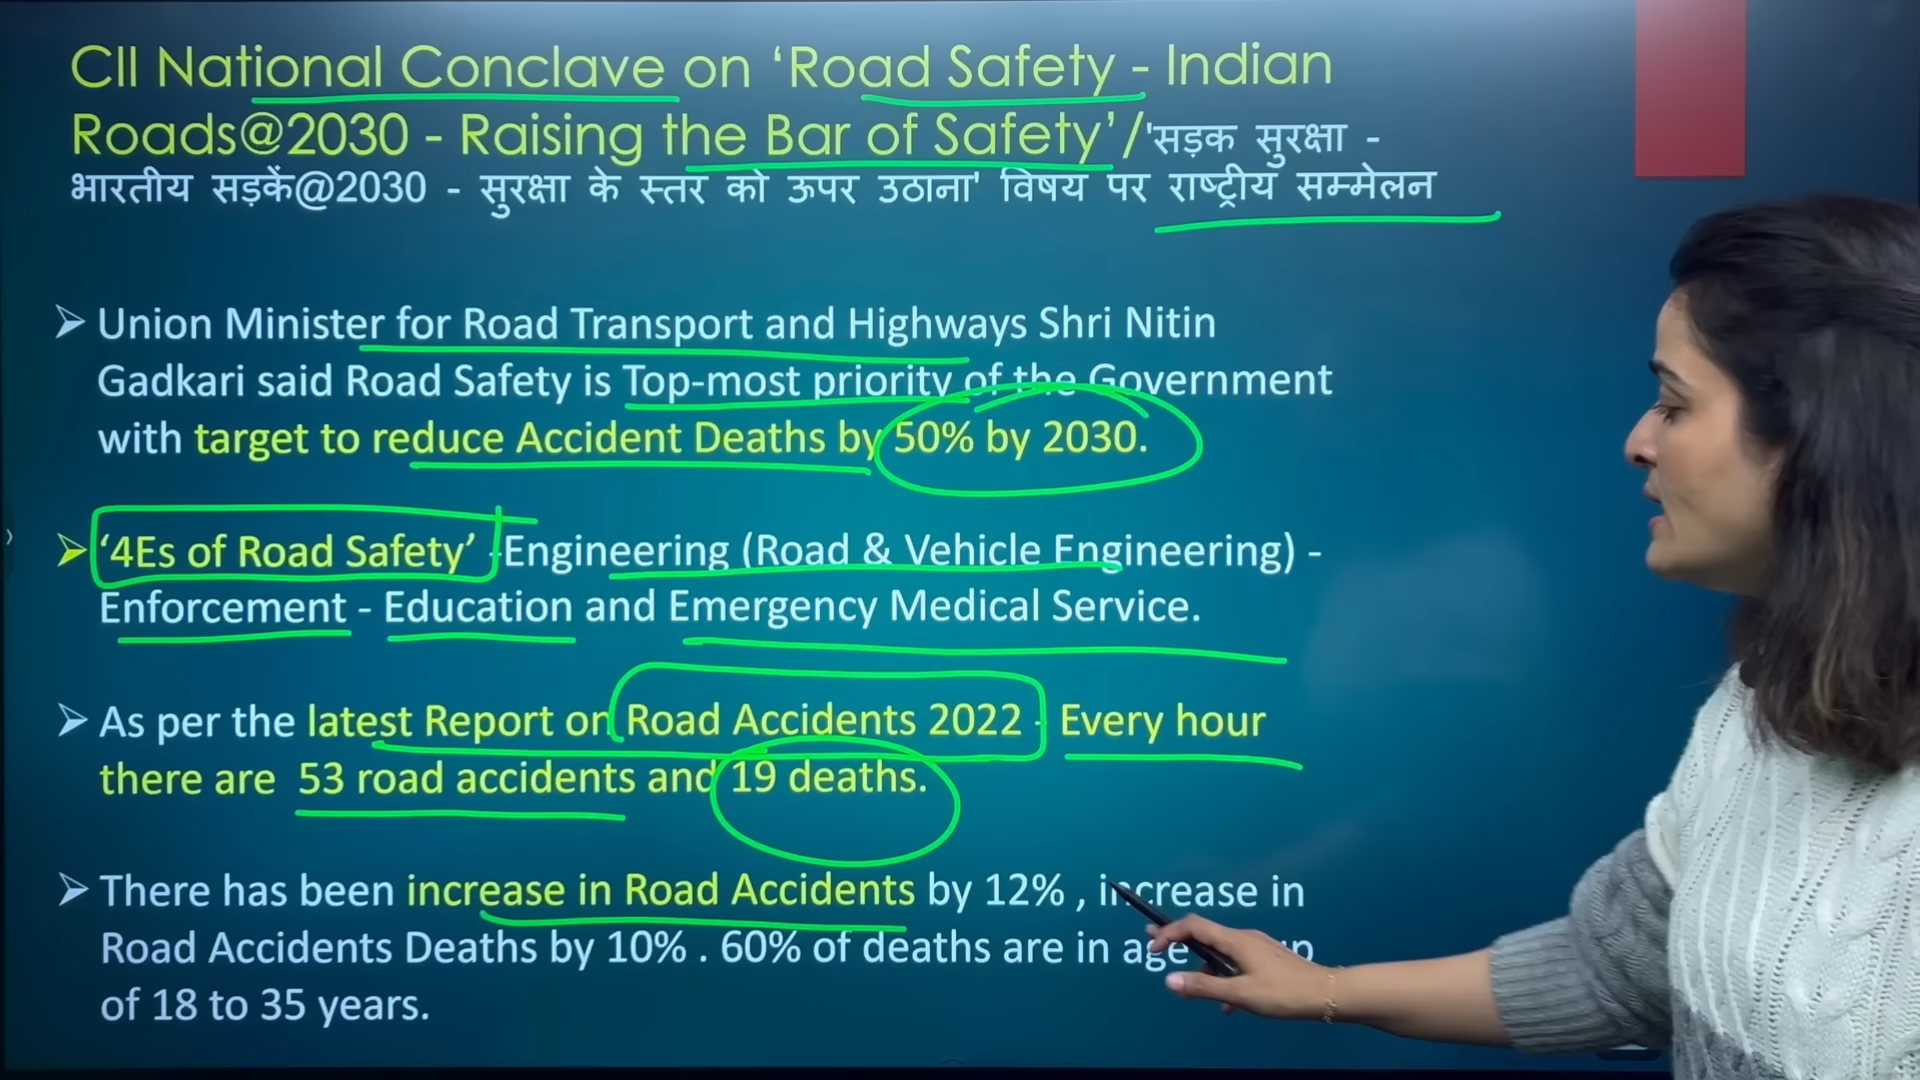 CII National Conclave on ‘Road Safety - Indian
Roads@2030 - Raising the Bar of Safety’/'सड़क सुरक्षा -
भारतीय सड़कें@2030 - सुरक्षा के स्तर को ऊपर उठाना' विषय पर राष्ट्रीय सम्मेलन
➢ Union Minister for Road Transport and Highways Shri Nitin
Gadkari said Road Safety is Top-most priority of the Government
with target to reduce Accident Deaths by 50% by 2030.
➢ ‘4Es of Road Safety’ -Engineering (Road & Vehicle Engineering) -
Enforcement - Education and Emergency Medical Service.
➢ As per the latest Report on Road Accidents 2022 - Every hour
there are 53 road accidents and 19 deaths.
➢ There has been increase in Road Accidents by 12% , increase in
Road Accidents Deaths by 10% . 60% of deaths are in age
of 18 to 35 years.